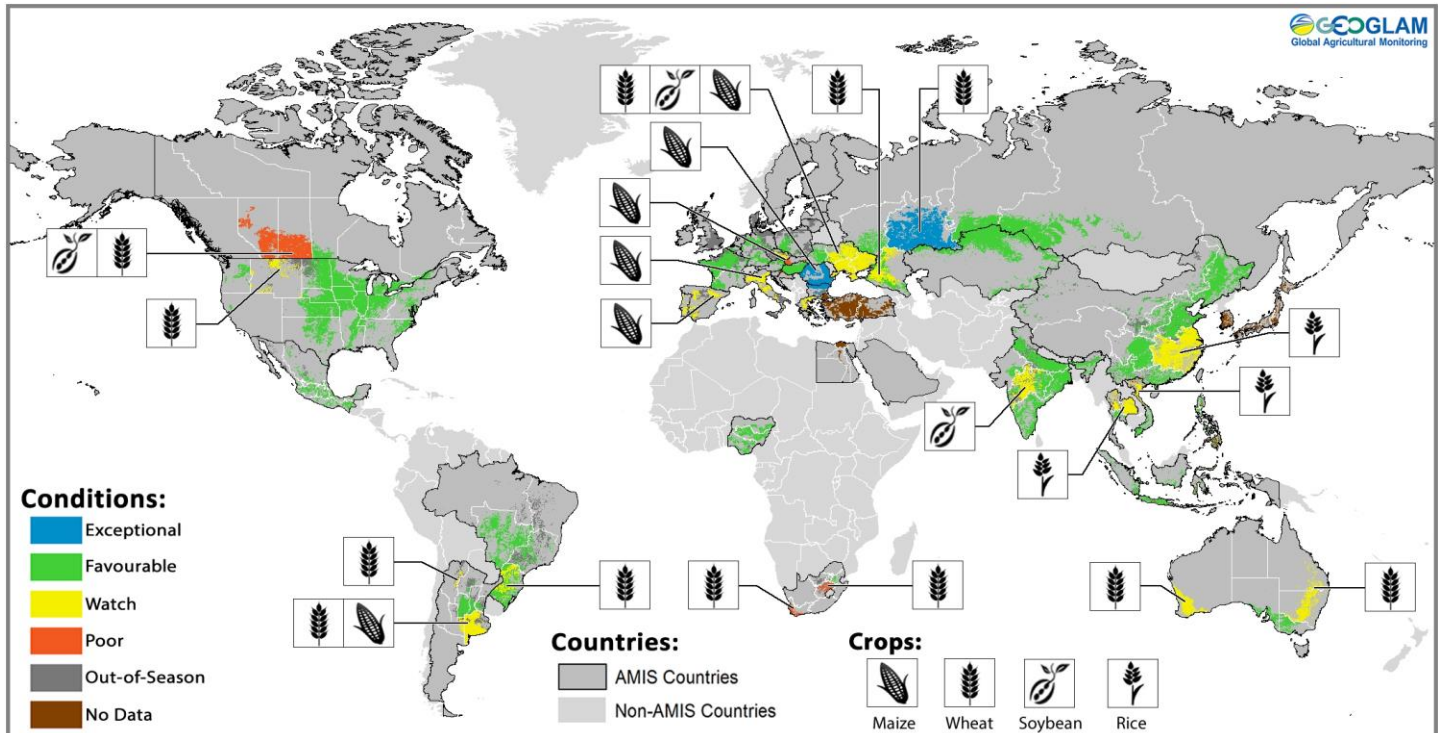 GEOGLAM
Global Agricultural Monitoring
Conditions:
Exceptional
Favourable
Watch
Poor
Out-of-Season
No Data
Countries:
AMIS Countries
Non-AMIS Countries
Crops:
Maize
Wheat
Soybean
Rice